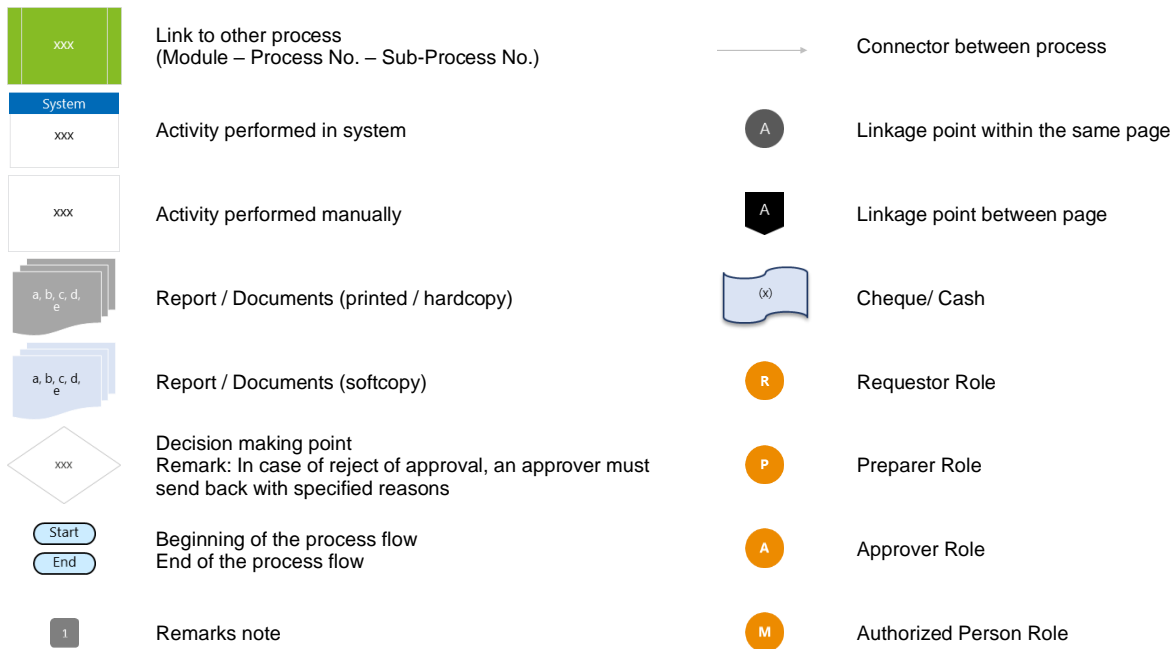 xxx
Link to other process
(Module – Process No. – Sub-Process No.)
Connector between process
System
xxx
Activity performed in system
A
Linkage point within the same page
xxx
Activity performed manually
A
Linkage point between page
a, b, c, d,
e
Report / Documents (printed / hardcopy)
(x)
Cheque/ Cash
a, b, c, d,
e
Report / Documents (softcopy)
R
Requestor Role
xxx
Decision making point
Remark: In case of reject of approval, an approver must
send back with specified reasons
P
Preparer Role
Start
End
Beginning of the process flow
End of the process flow
A
Approver Role
1
Remarks note
M
Authorized Person Role